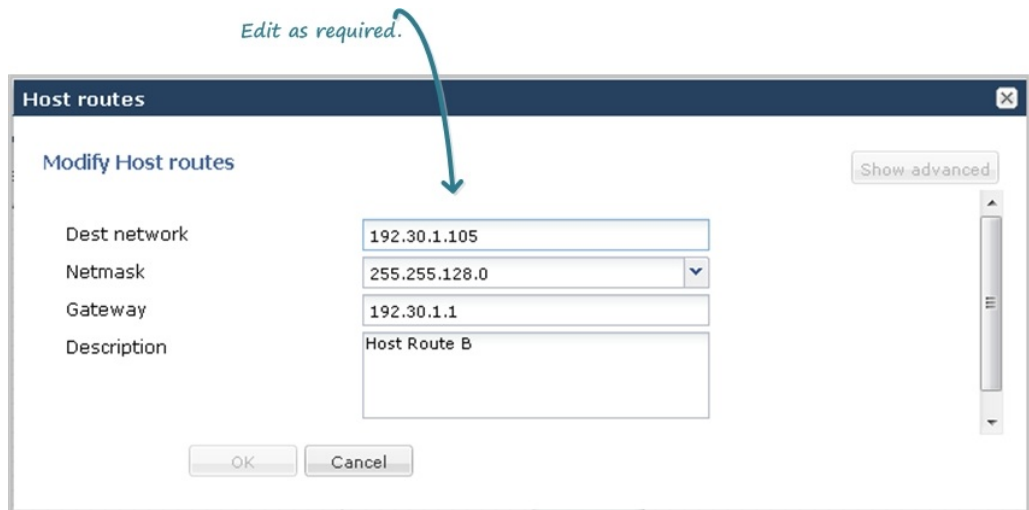 Edit as required.
Host routes
Modify Host routes
Show advanced
Dest network
192.30.1.105
Netmask
255.255.128.0
Gateway
192.30.1.1
Description
Host Route B
OK
Cancel